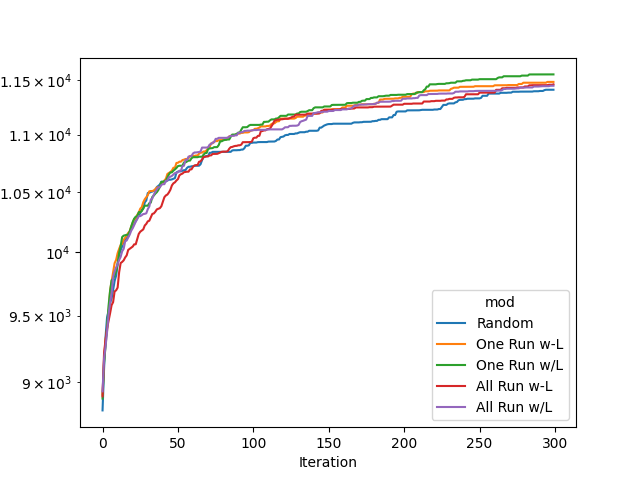 1.15 × 10⁴
1.1 × 10⁴
1.05 × 10⁴
10⁴
9.5 × 10³
9 × 10³
0 50 100 150 200 250 300
Iteration
mod
Random
One Run w-L
One Run w/L
All Run w-L
All Run w/L